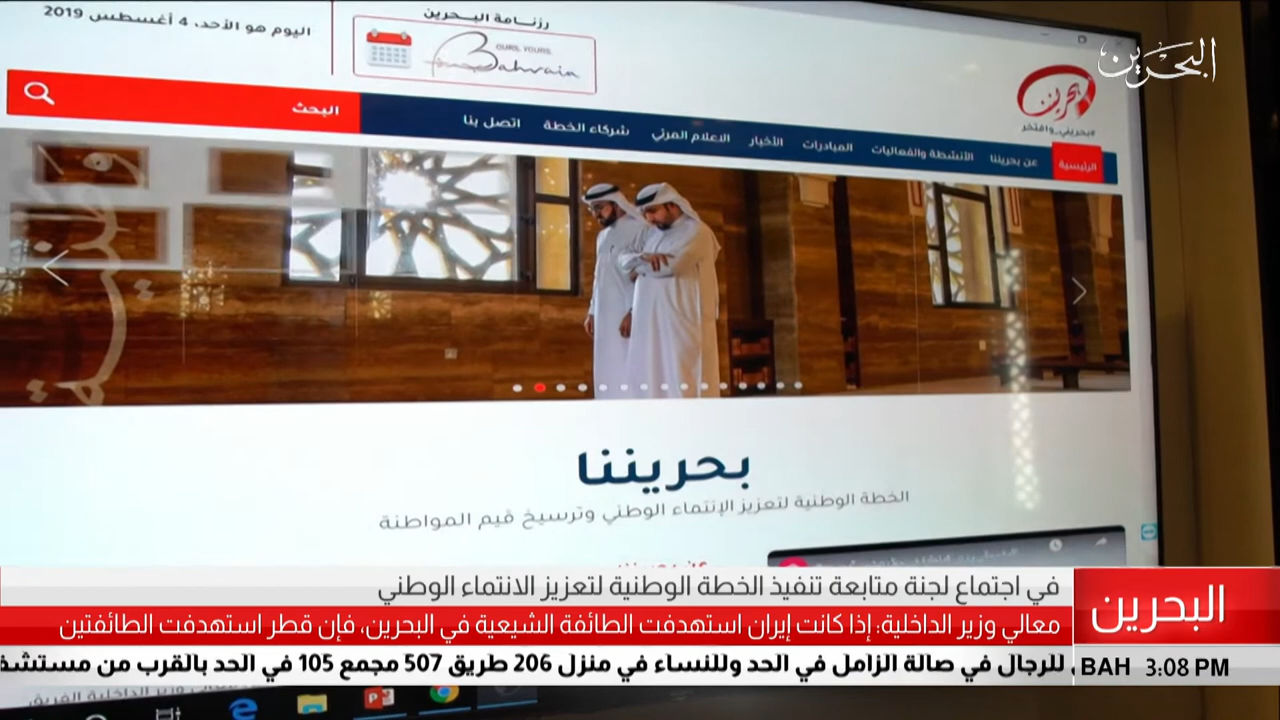 اليوم هو الأحد، 4 أغسطس 2019
رزنامة البحرين
OURS. YOURS.
Bahrain
البحرين
بحرين
#بحريني_وافتخر
الرئيسية
عن بحريننا
الأنشطة والفعاليات
المبادرات
الأخبار
الاعلام المرئي
شركاء الخطة
اتصل بنا
البحث
بحريننا
الخطة الوطنية لتعزيز الإنتماء الوطني وترسيخ قيم المواطنة
في اجتماع لجنة متابعة تنفيذ الخطة الوطنية لتعزيز الانتماء الوطني
البحرين
معالي وزير الداخلية: إذا كانت إيران استهدفت الطائفة الشيعية في البحرين، فإن قطر استهدفت الطائفتين
للرجال في صالة الزامل في الحد وللنساء في منزل 206 طريق 507 مجمع 105 في الحد بالقرب من
BAH 3:08 PM